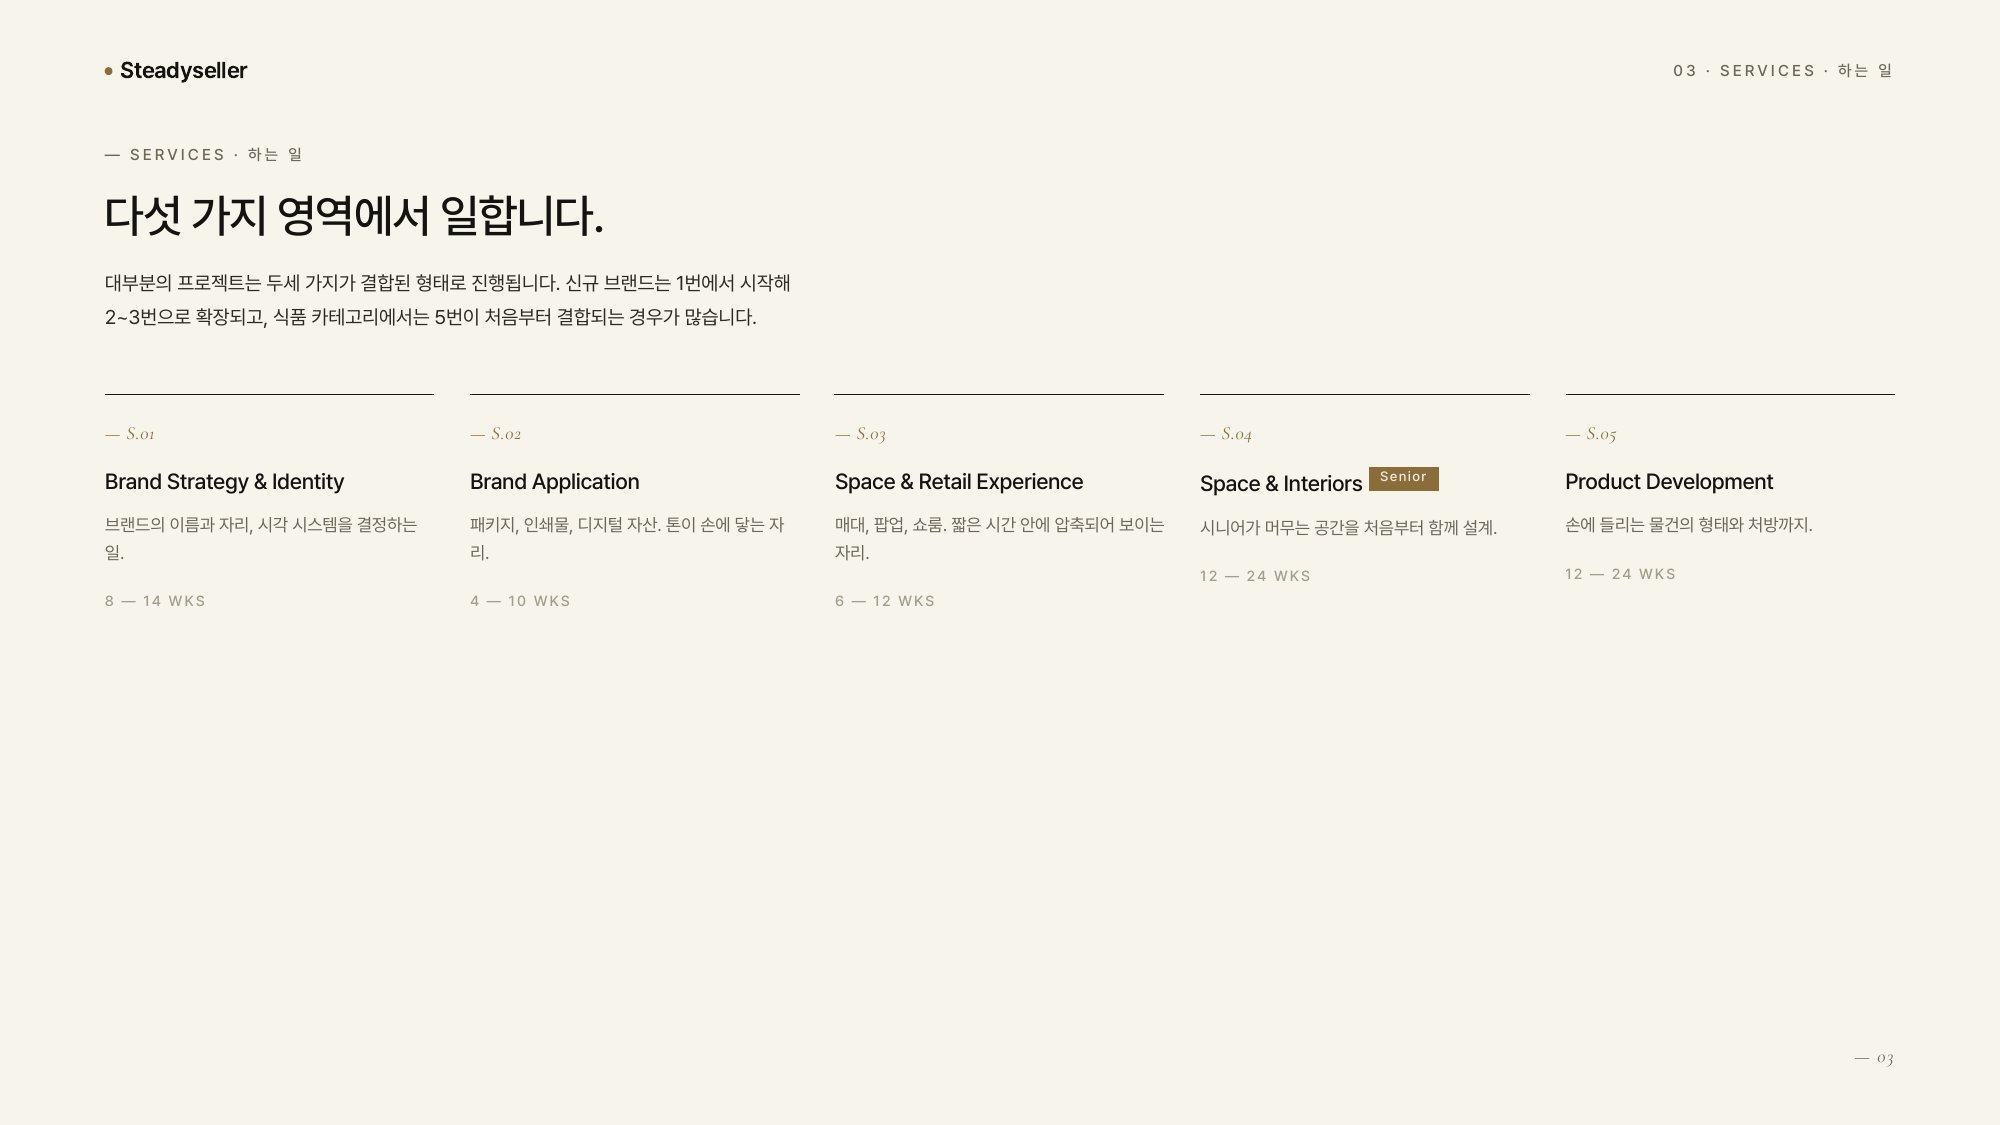 Steadyseller
03 · SERVICES · 하는 일
— SERVICES · 하는 일
다섯 가지 영역에서 일합니다.
대부분의 프로젝트는 두세 가지가 결합된 형태로 진행됩니다. 신규 브랜드는 1번에서 시작해
2~3번으로 확장되고, 식품 카테고리에서는 5번이 처음부터 결합되는 경우가 많습니다.
— S.01
Brand Strategy & Identity
브랜드의 이름과 자리, 시각 시스템을 결정하는
일.
8 — 14 WKS
— S.02
Brand Application
패키지, 인쇄물, 디지털 자산. 톤이 손에 닿는 자
리.
4 — 10 WKS
— S.03
Space & Retail Experience
매대, 팝업, 쇼룸. 짧은 시간 안에 압축되어 보이는
자리.
6 — 12 WKS
— S.04
Space & Interiors Senior
시니어가 머무는 공간을 처음부터 함께 설계.
12 — 24 WKS
— S.05
Product Development
손에 들리는 물건의 형태와 처방까지.
12 — 24 WKS
— 03